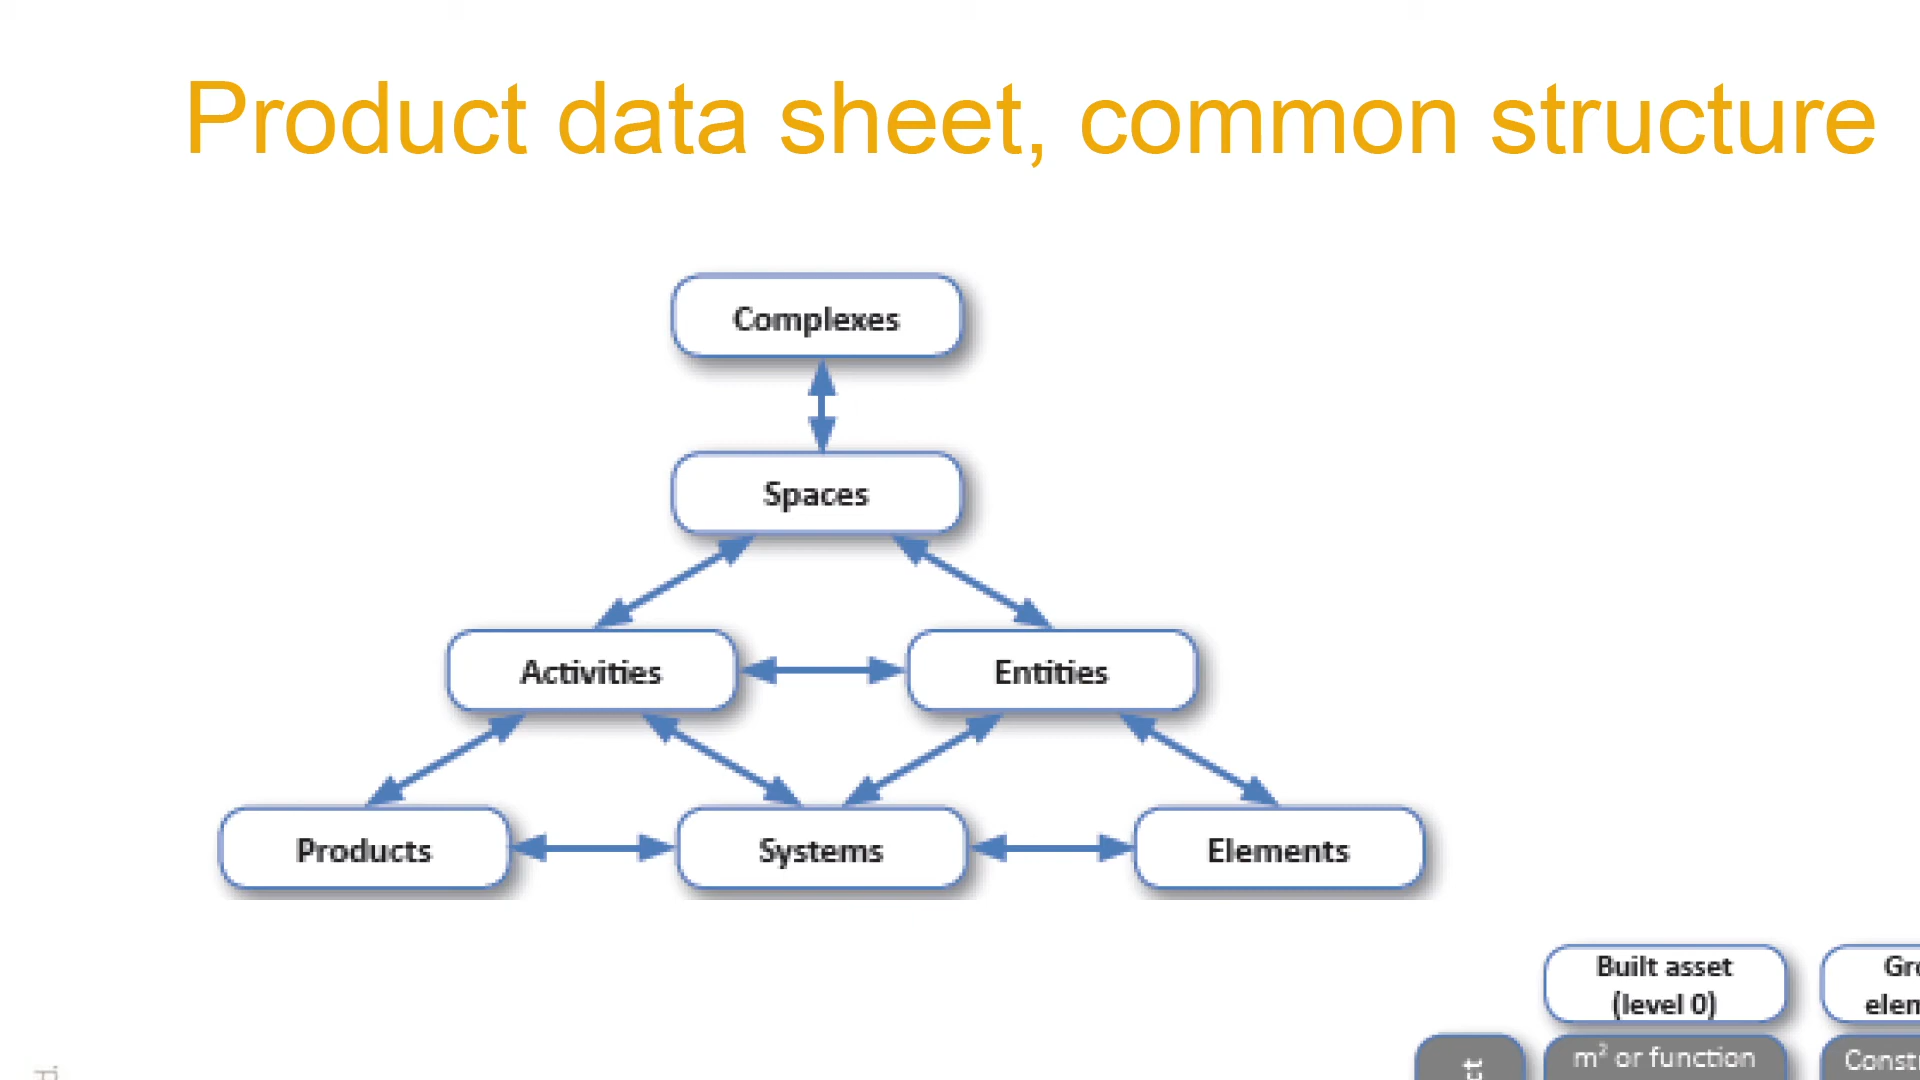 Product data sheet, common structure
Complexes
Spaces
Activities
Entities
Products
Systems
Elements
Built asset
(level 0)
m² or function